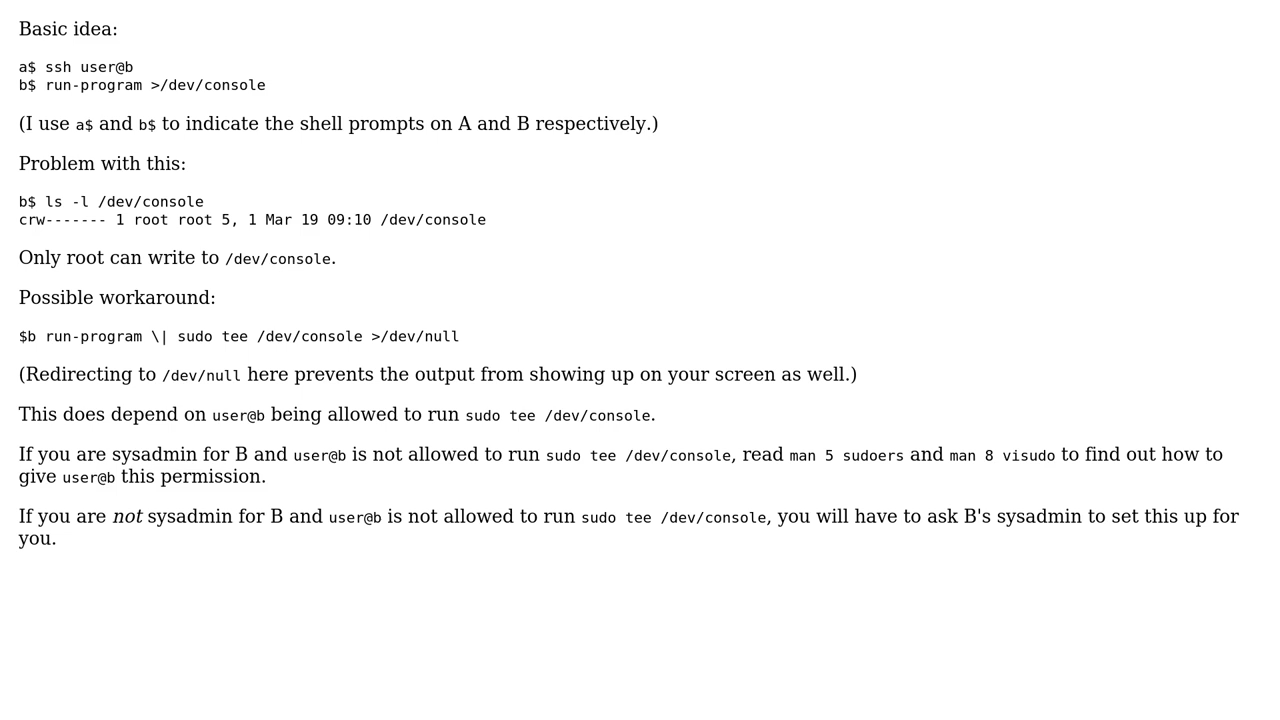 Basic idea:
a$ ssh user@b
b$ run-program >/dev/console
(I use a$ and b$ to indicate the shell prompts on A and B respectively.)
Problem with this:
b$ ls -l /dev/console
crw------- 1 root root 5, 1 Mar 19 09:10 /dev/console
Only root can write to /dev/console.
Possible workaround:
$b run-program \| sudo tee /dev/console >/dev/null
(Redirecting to /dev/null here prevents the output from showing up on your screen as well.)
This does depend on user@b being allowed to run sudo tee /dev/console.
If you are sysadmin for B and user@b is not allowed to run sudo tee /dev/console, read man 5 sudoers and man 8 visudo to find out how to
give user@b this permission.
If you are not sysadmin for B and user@b is not allowed to run sudo tee /dev/console, you will have to ask B's sysadmin to set this up for
you.